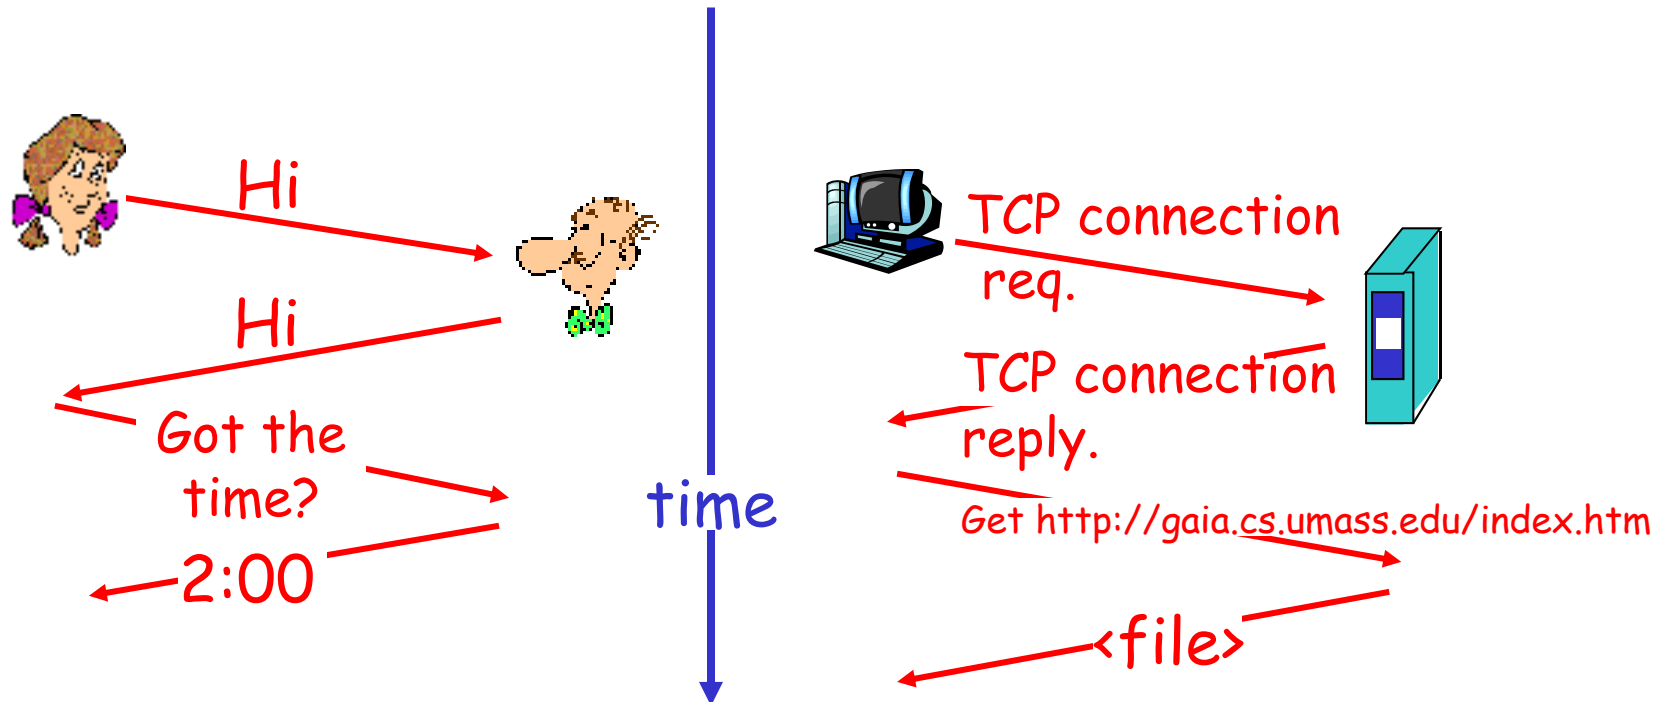 Hi
Hi
Got the
time?
2:00
time
TCP connection
req.
TCP connection
reply.
Get http://gaia.cs.umass.edu/index.htm
<file>